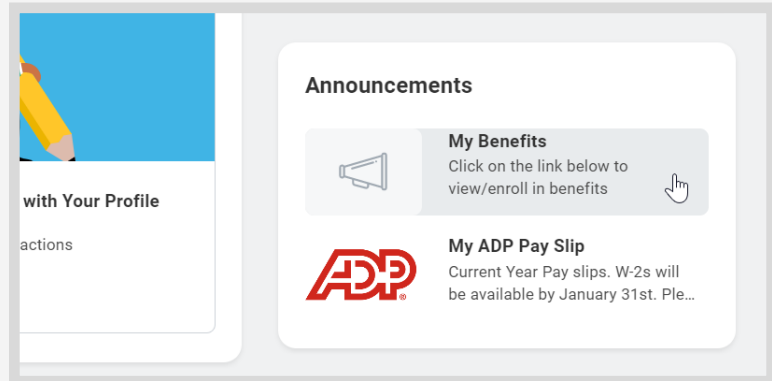 with Your Profile
actions
Announcements
My Benefits
Click on the link below to
view/enroll in benefits
ADP
My ADP Pay Slip
Current Year Pay slips. W-2s will
be available by January 31st. Ple...